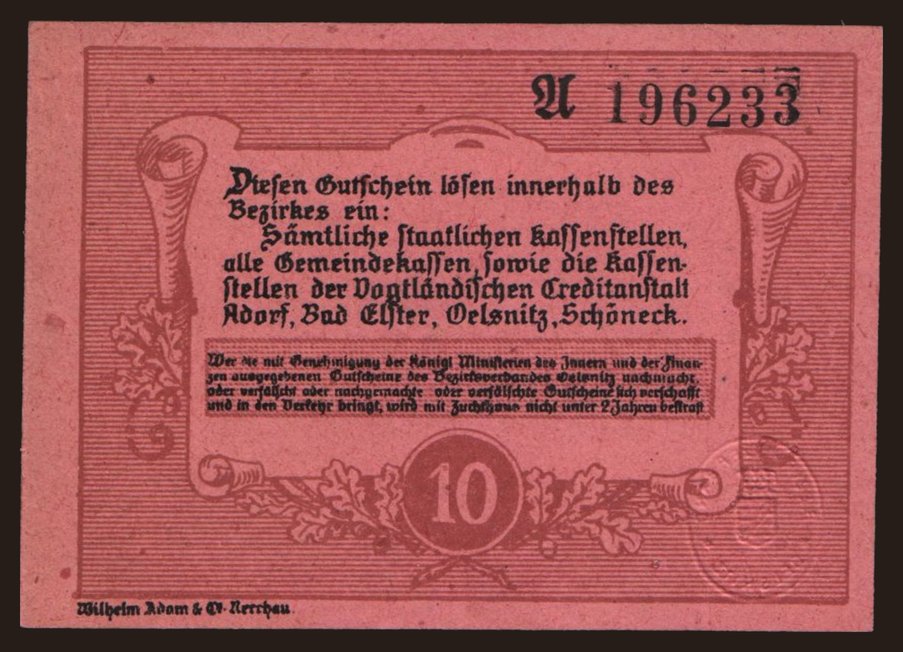 A 196233
Diesen Gutschein lösen innerhalb des
Bezirkes ein:
Sämtliche staatlichen Kassenstellen,
alle Gemeindekassen, sowie die Kassen-
stellen der Vogtländischen Creditanstalt
Adorf, Bad Elster, Oelsnitz, Schöneck.
Wer die mit Genehmigung der Königl Ministerien des Innern und der Finan-
zen ausgegebenen Gutscheine des Bezirksverbandes Oelsnitz nachmacht,
oder verfälscht oder nachgemachte oder verfälschte Gutscheine sich verschafft
und in den Verkehr bringt, wird mit Zuchthaus nicht unter 2 Jahren bestraft
10
Wilhelm Adam & Co. Nerchau.